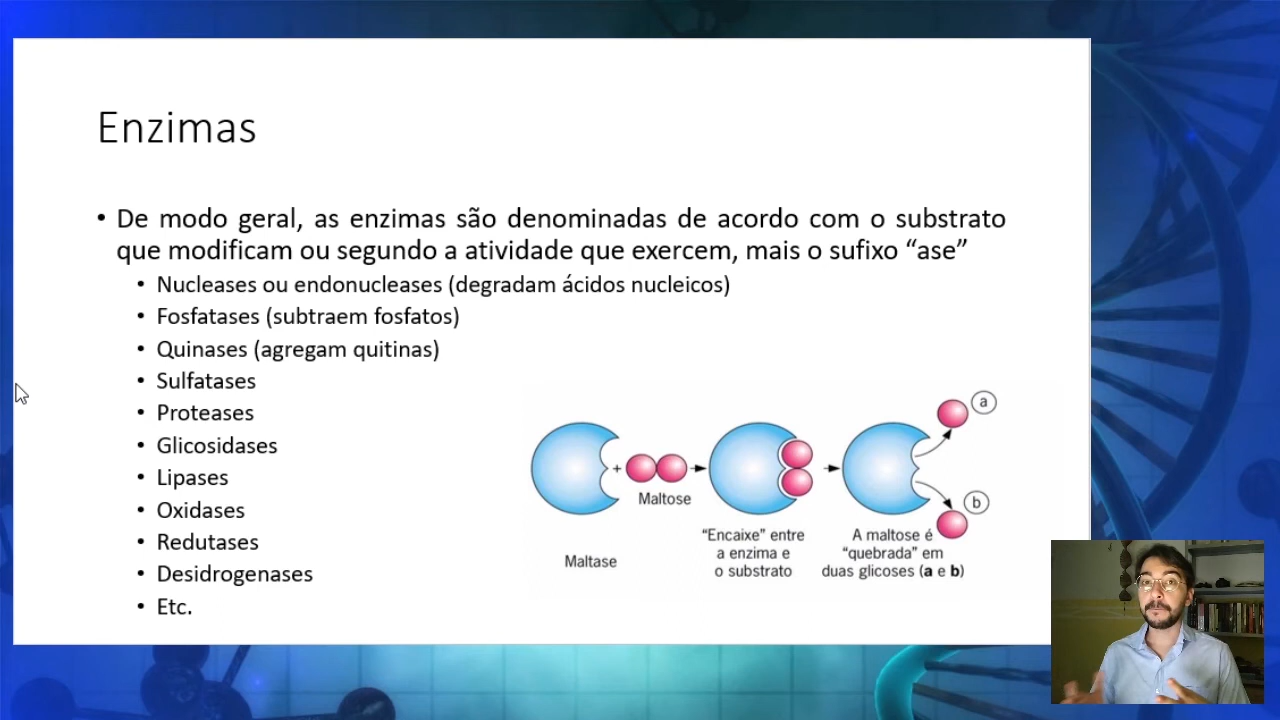 Enzimas
• De modo geral, as enzimas são denominadas de acordo com o substrato
que modificam ou segundo a atividade que exercem, mais o sufixo “ase”
• Nucleases ou endonucleases (degradam ácidos nucleicos)
• Fosfatases (subtraem fosfatos)
• Quinases (agregam quitinas)
• Sulfatases
• Proteases
• Glicosidases
• Lipases
• Oxidases
• Redutases
• Desidrogenases
• Etc.
a
+
Maltose
b
Maltase
“Encaixe” entre
a enzima e
o substrato
A maltose é
“quebrada” em
duas glicoses (a e b)